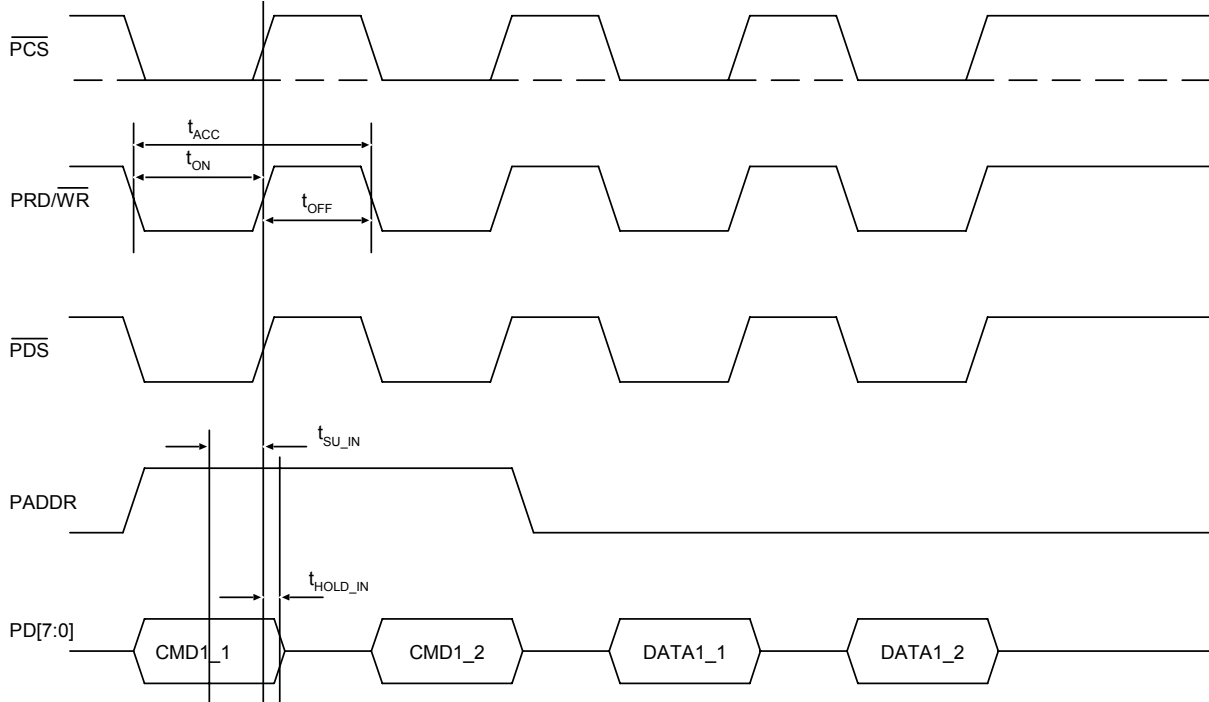 PCS
tACC
tON
PRD/WR
tOFF
PDS
tSU_IN
PADDR
tHOLD_IN
PD[7:0]
CMD1_1
CMD1_2
DATA1_1
DATA1_2